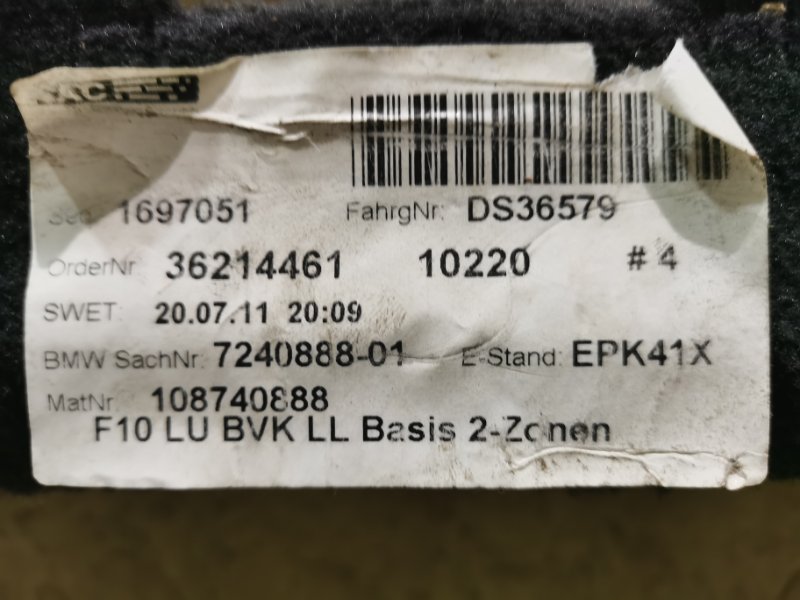 1697051 FahrgNr: DS36579
OrderNr 36214461 10220 # 4
SWET: 20.07.11 20:09
BMW SachNr: 7240888-01 E-Stand: EPK41X
MatNr 108740888
F10 LU BVK LL Basis 2-Zonen